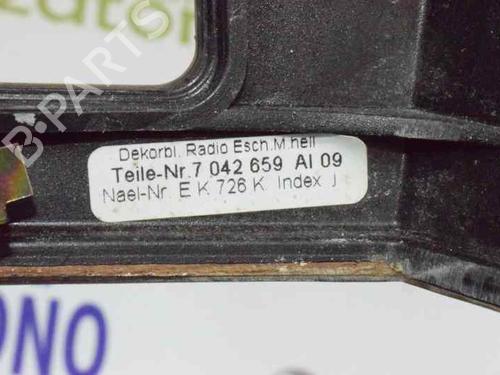 Dekorbl. Radio Esch.M.hell
Teile-Nr.7 042 659 AI 09
Nael-Nr. E K 726 K Index J
B-PARTS